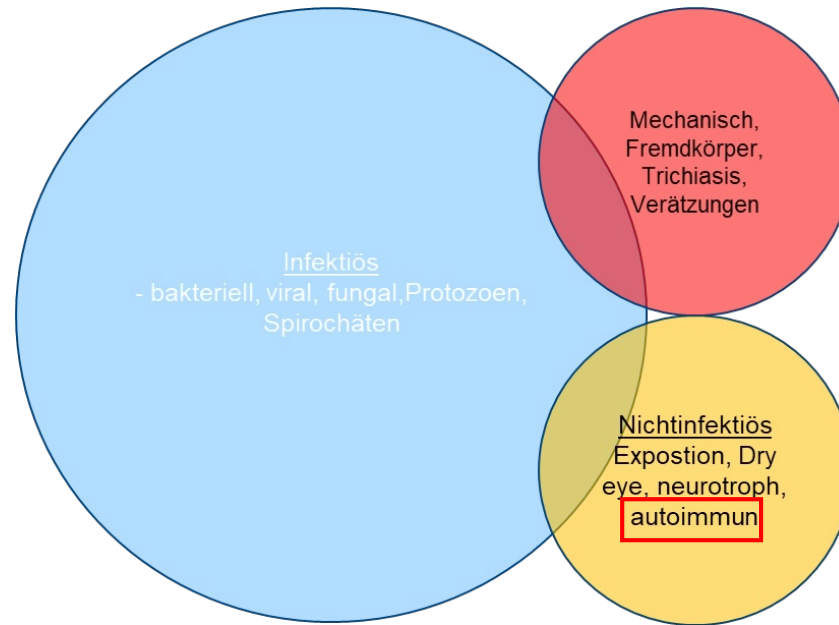 Mechanisch,
Fremdkörper,
Trichiasis,
Verätzungen
Infektiös
- bakteriell, viral, fungal,Protozoen,
Spirochäten
Nichtinfektiös
Expostion, Dry
eye, neurotroph,
autoimmun